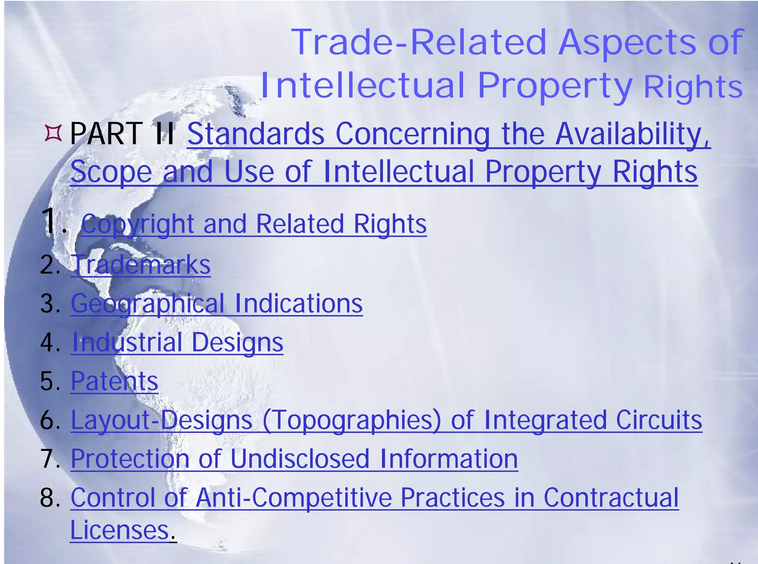 Trade-Related Aspects of
Intellectual Property Rights
PART II Standards Concerning the Availability,
Scope and Use of Intellectual Property Rights
1. Copyright and Related Rights
2. Trademarks
3. Geographical Indications
4. Industrial Designs
5. Patents
6. Layout-Designs (Topographies) of Integrated Circuits
7. Protection of Undisclosed Information
8. Control of Anti-Competitive Practices in Contractual
Licenses.